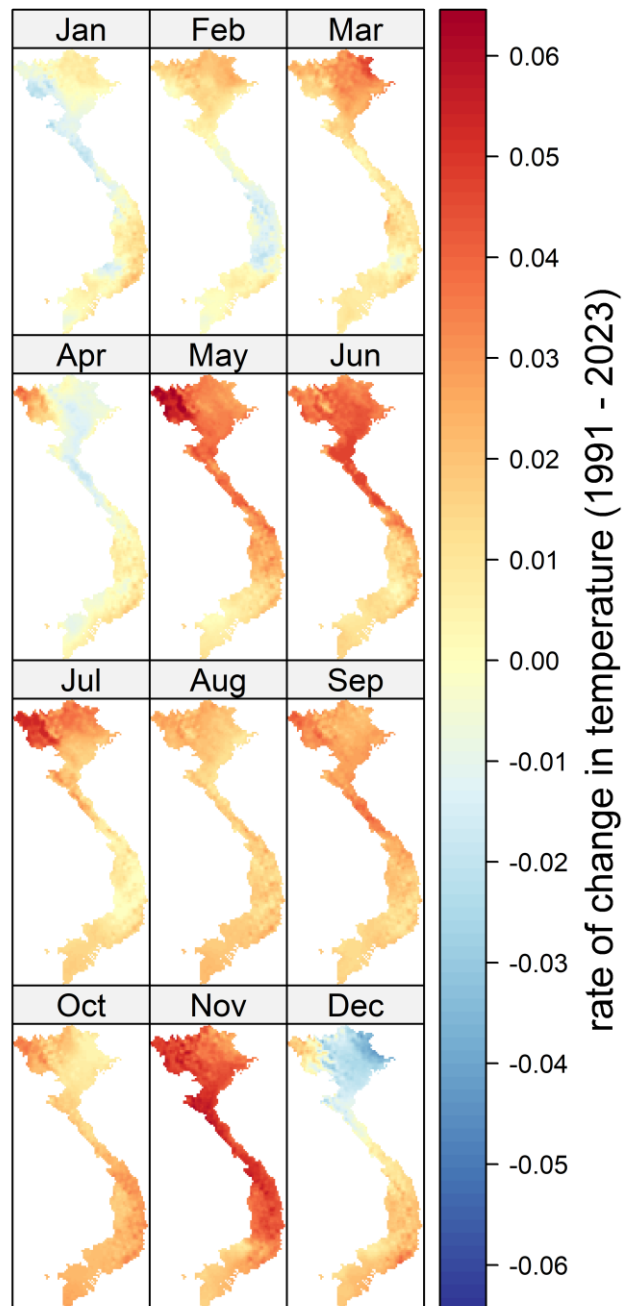 Jan Feb Mar
Apr May Jun
Jul Aug Sep
Oct Nov Dec
0.06
0.05
0.04
0.03
0.02
0.01
0.00
-0.01
-0.02
-0.03
-0.04
-0.05
-0.06
rate of change in temperature (1991 - 2023)